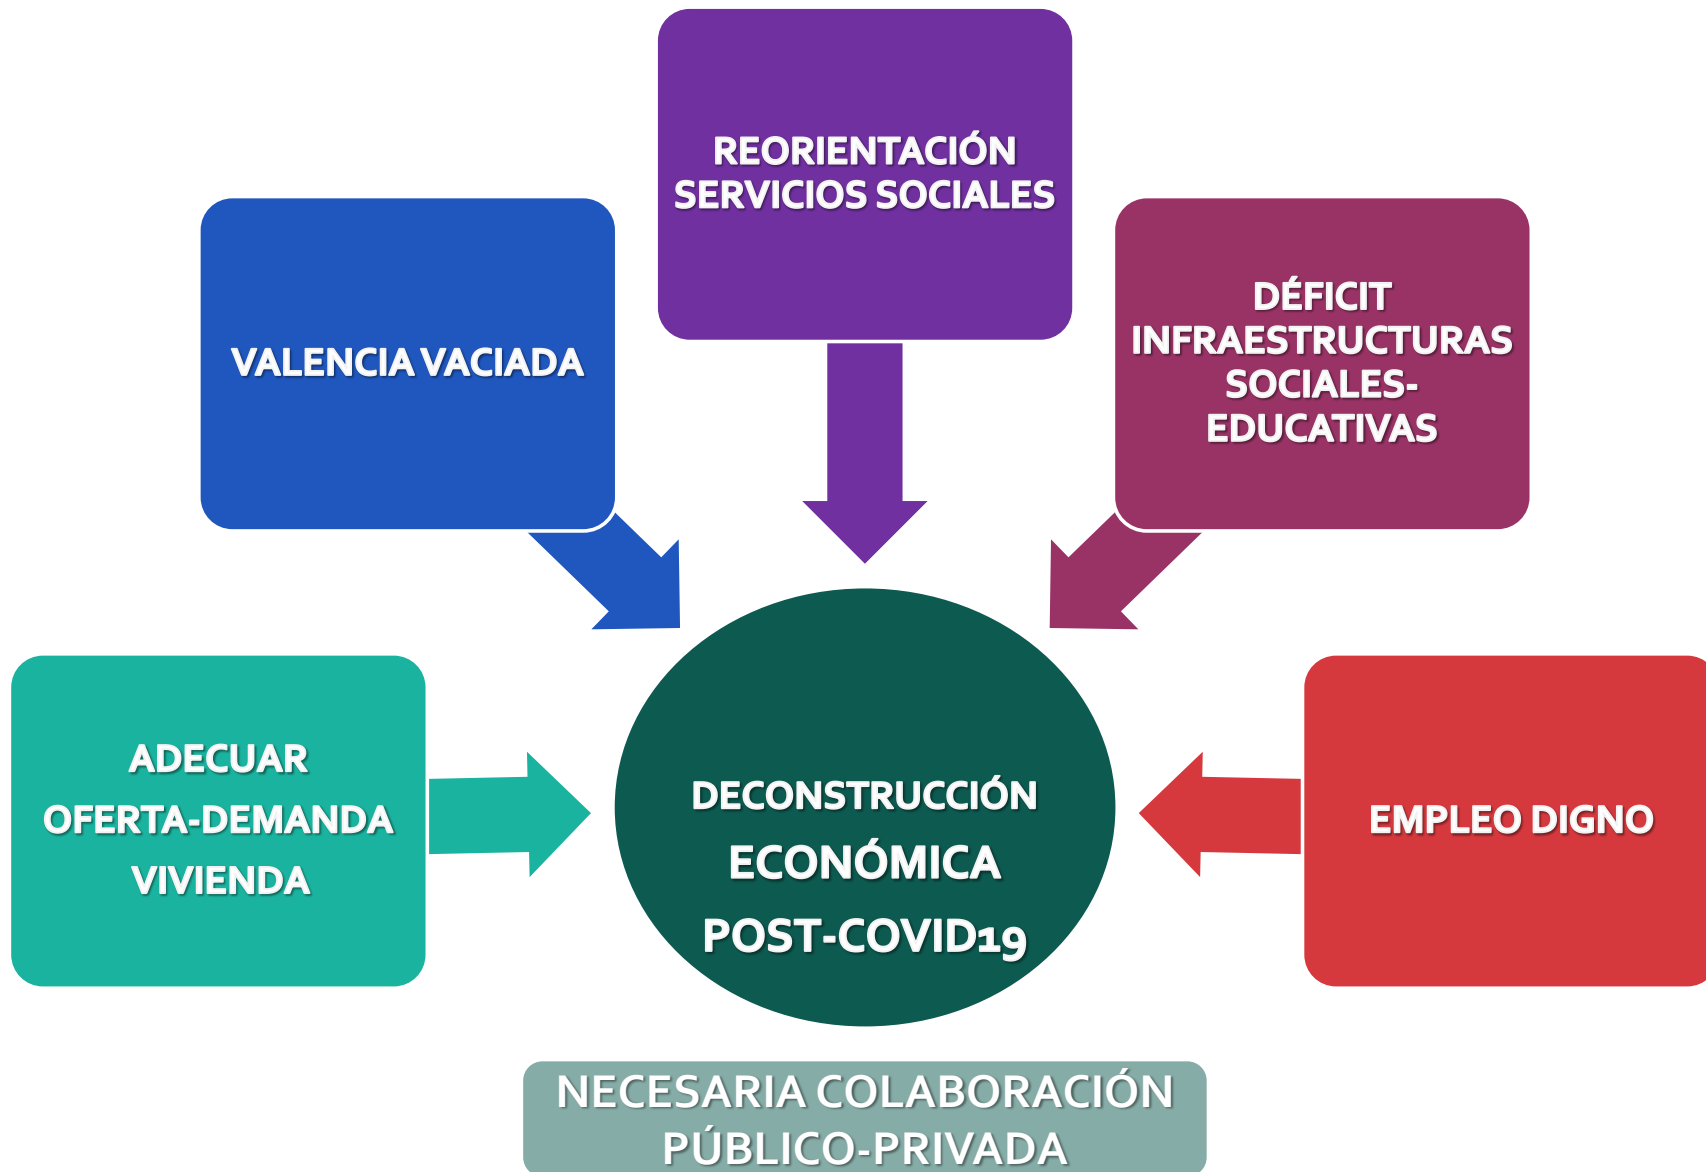 REORIENTACIÓN
SERVICIOS SOCIALES
VALENCIA VACIADA
DÉFICIT
INFRAESTRUCTURAS
SOCIALES-
EDUCATIVAS
ADECUAR
OFERTA-DEMANDA
VIVIENDA
DECONSTRUCCIÓN
ECONÓMICA
POST-COVID19
EMPLEO DIGNO
NECESARIA COLABORACIÓN
PÚBLICO-PRIVADA